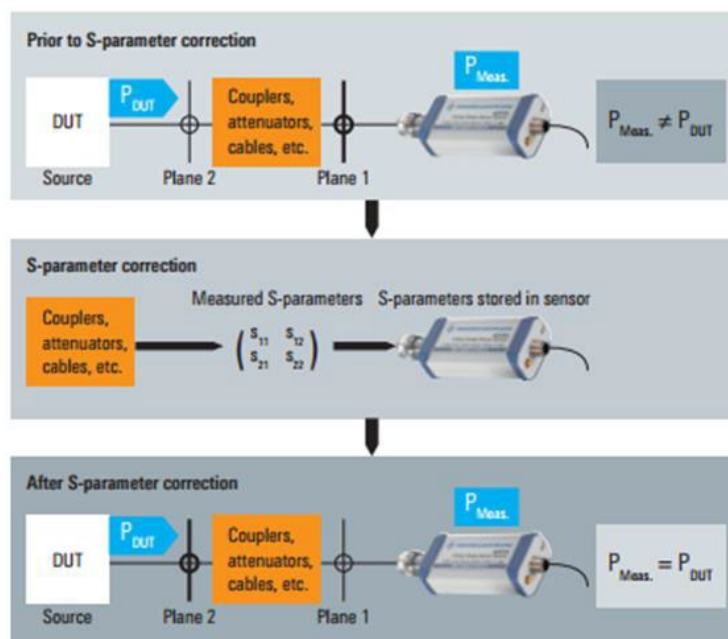 Prior to S-parameter correction
P_DUT
P_Meas.
DUT
Couplers,
attenuators,
cables, etc.
P_Meas. ≠ P_DUT
Source
Plane 2
Plane 1
S-parameter correction
Couplers,
attenuators,
cables, etc.
Measured S-parameters
S-parameters stored in sensor
S11 S12
S21 S22
After S-parameter correction
P_DUT
P_Meas.
DUT
Couplers,
attenuators,
cables, etc.
P_Meas. = P_DUT
Source
Plane 2
Plane 1